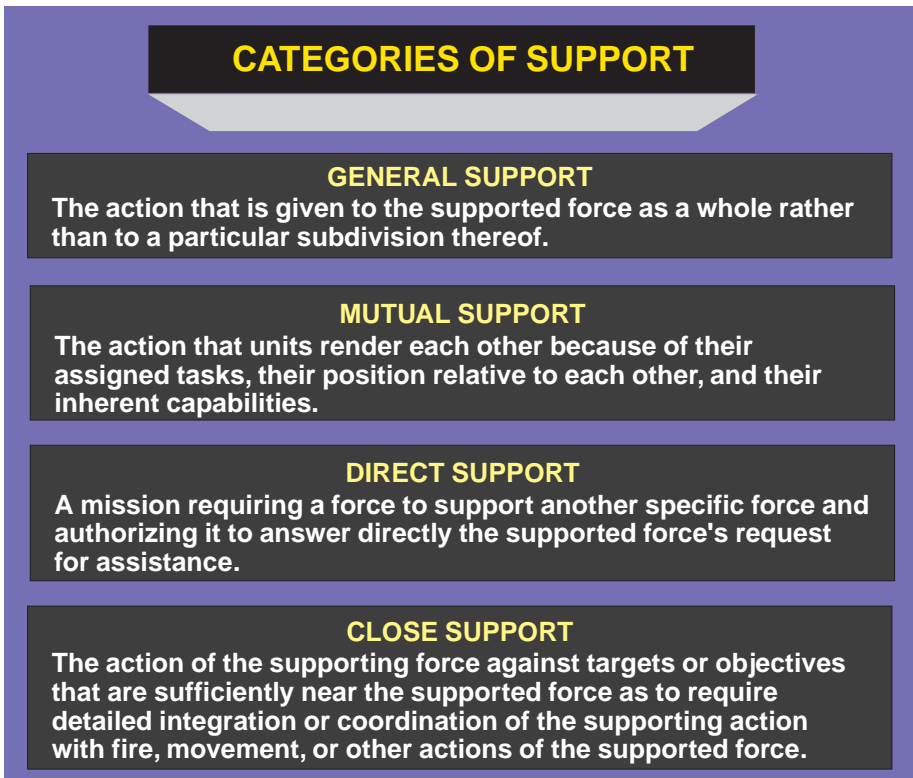 CATEGORIES OF SUPPORT
GENERAL SUPPORT
The action that is given to the supported force as a whole rather
than to a particular subdivision thereof.
MUTUAL SUPPORT
The action that units render each other because of their
assigned tasks, their position relative to each other, and their
inherent capabilities.
DIRECT SUPPORT
A mission requiring a force to support another specific force and
authorizing it to answer directly the supported force's request
for assistance.
CLOSE SUPPORT
The action of the supporting force against targets or objectives
that are sufficiently near the supported force as to require
detailed integration or coordination of the supporting action
with fire, movement, or other actions of the supported force.